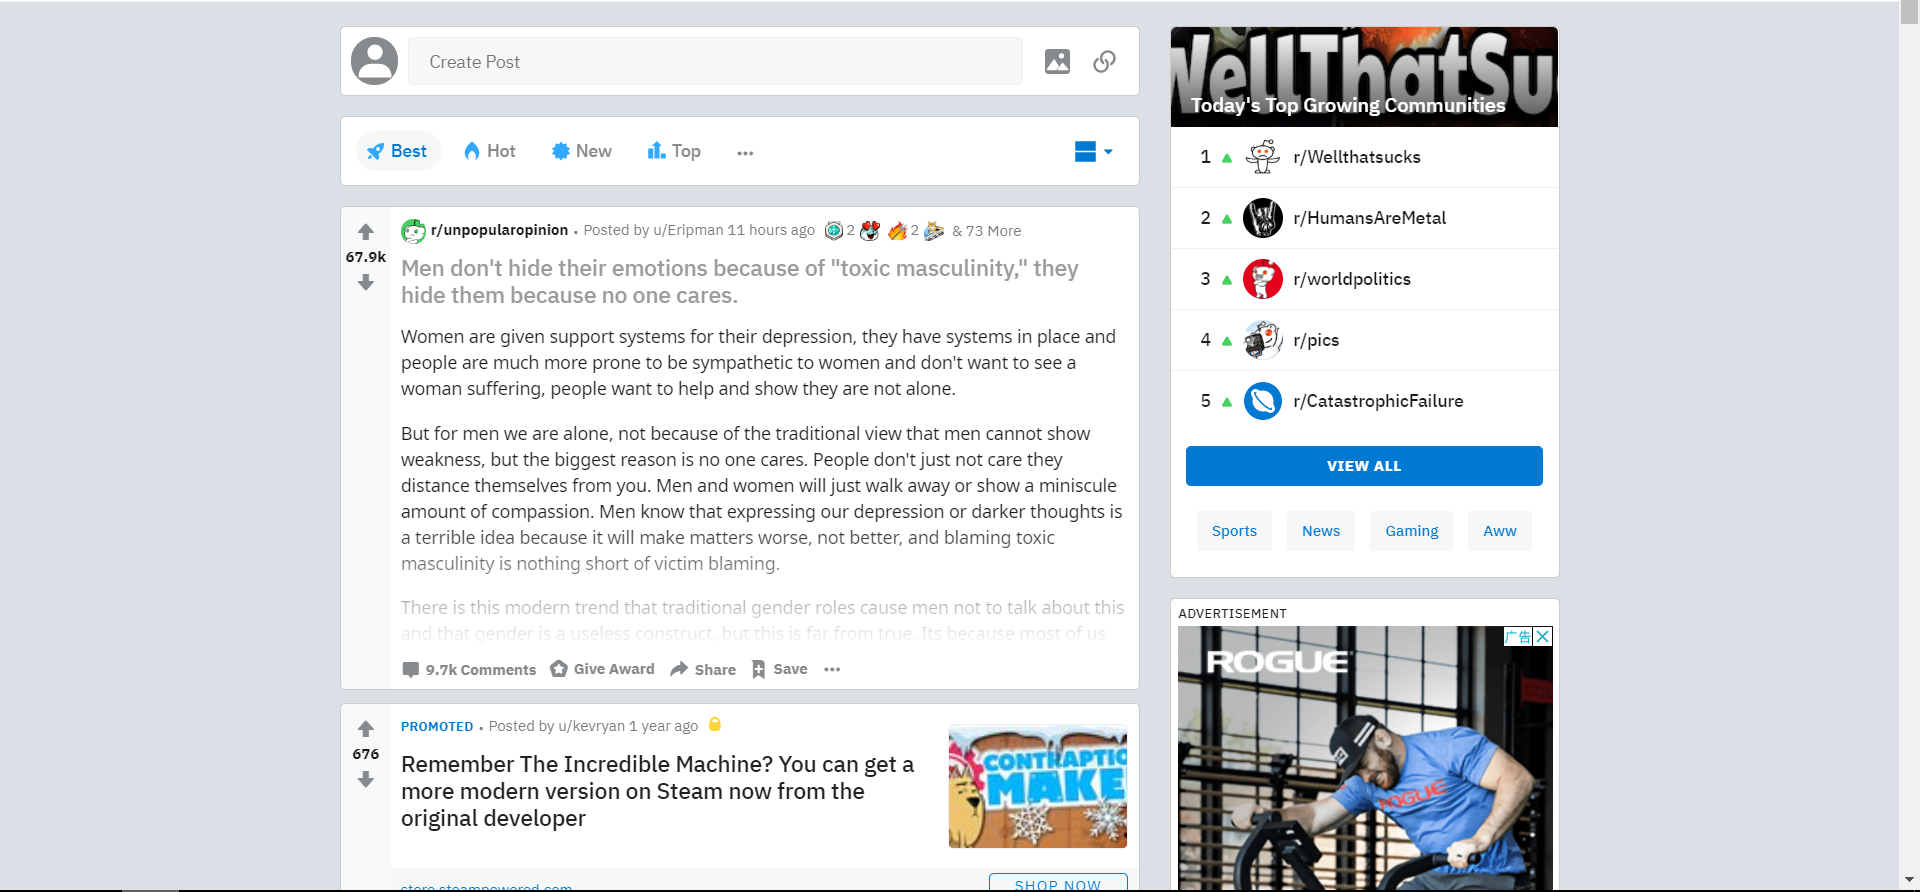 Create Post
Best
Hot
New
Top
r/unpopularopinion • Posted by u/Eripman 11 hours ago 2 2 & 73 More
67.9k
Men don't hide their emotions because of "toxic masculinity," they
hide them because no one cares.
Women are given support systems for their depression, they have systems in place and
people are much more prone to be sympathetic to women and don't want to see a
woman suffering, people want to help and show they are not alone.
But for men we are alone, not because of the traditional view that men cannot show
weakness, but the biggest reason is no one cares. People don't just not care they
distance themselves from you. Men and women will just walk away or show a miniscule
amount of compassion. Men know that expressing our depression or darker thoughts is
a terrible idea because it will make matters worse, not better, and blaming toxic
masculinity is nothing short of victim blaming.
There is this modern trend that traditional gender roles cause men not to talk about this
and that gender is a useless construct, but this is far from true. Its because most of us
9.7k Comments
Give Award
Share
Save
PROMOTED • Posted by u/kevryan 1 year ago
676
Remember The Incredible Machine? You can get a
more modern version on Steam now from the
original developer
CONTRAPTIO
MAKE
store.steampowered.com
SHOP NOW
WellThatSu
Today's Top Growing Communities
1 r/Wellthatsucks
2 r/HumansAreMetal
3 r/worldpolitics
4 r/pics
5 r/CatastrophicFailure
VIEW ALL
Sports
News
Gaming
Aww
ADVERTISEMENT
广告
ROGUE
ROGUE